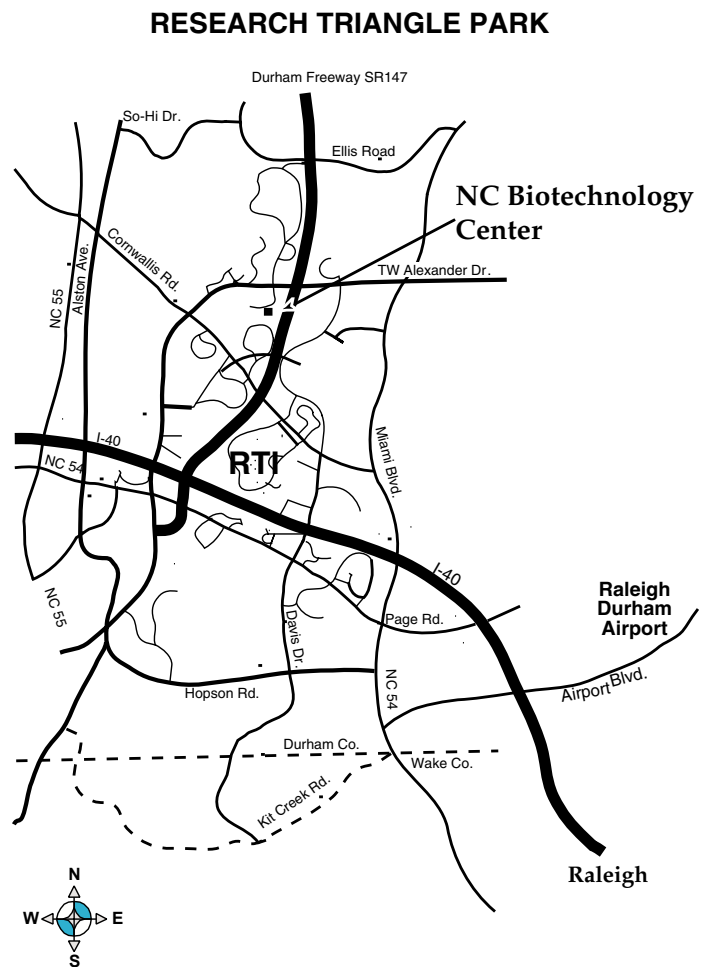 RESEARCH TRIANGLE PARK
Durham Freeway SR147
So-Hi Dr.
Ellis Road
NC Biotechnology
Center
Cornwallis Rd.
TW Alexander Dr.
Alston Ave.
NC 55
I-40
NC 54
RTI
Miami Blvd.
I-40
NC 55
Raleigh
Durham
Airport
Davis Dr.
Page Rd.
Hopson Rd.
NC 54
Airport Blvd.
Durham Co.
Wake Co.
Kit Creek Rd.
Raleigh
N
W
E
S